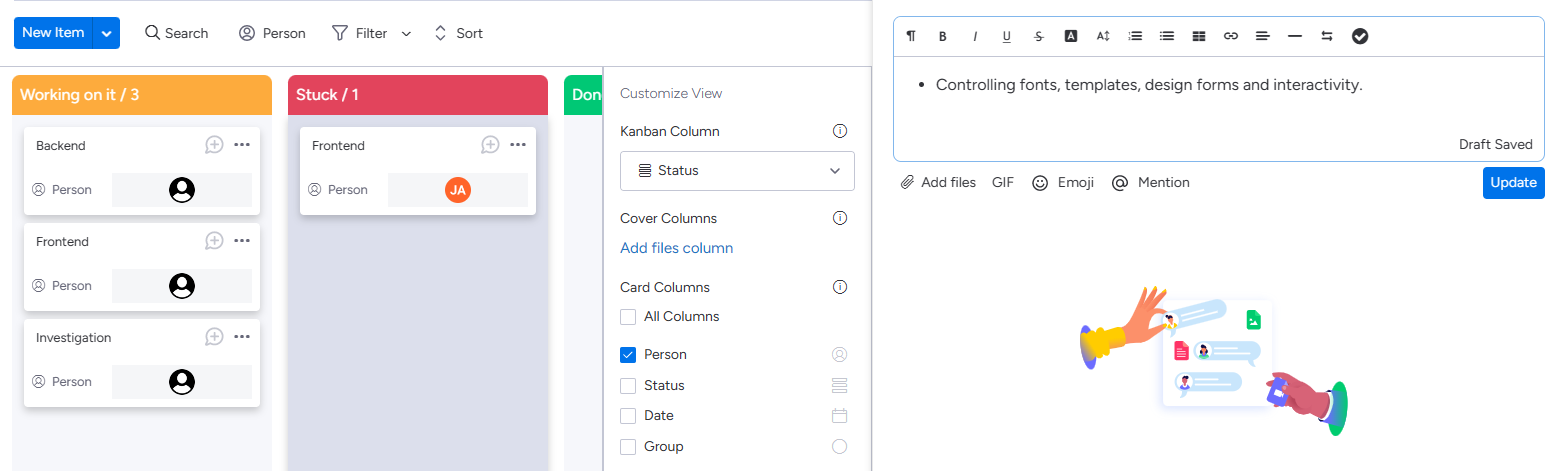 New Item
Search
Person
Filter
Sort
Working on it / 3
Backend
Person
Frontend
Person
Investigation
Person
Stuck / 1
Frontend
Person
JA
Don
Customize View
Kanban Column
Status
Cover Columns
Add files column
Card Columns
All Columns
Person
Status
Date
Group
B I U S A A
• Controlling fonts, templates, design forms and interactivity.
Draft Saved
Add files
GIF
Emoji
@ Mention
Update